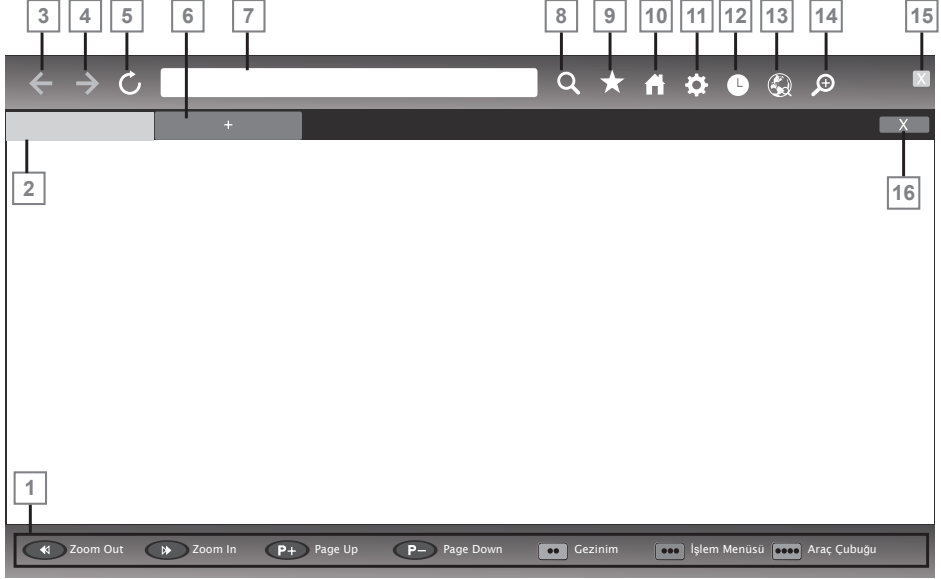 3 4 5 6 7 8 9 10 11 12 13 14 15
X
+ X
2 16
1
Zoom Out Zoom In P+ Page Up P− Page Down Gezinim İşlem Menüsü Araç Çubuğu